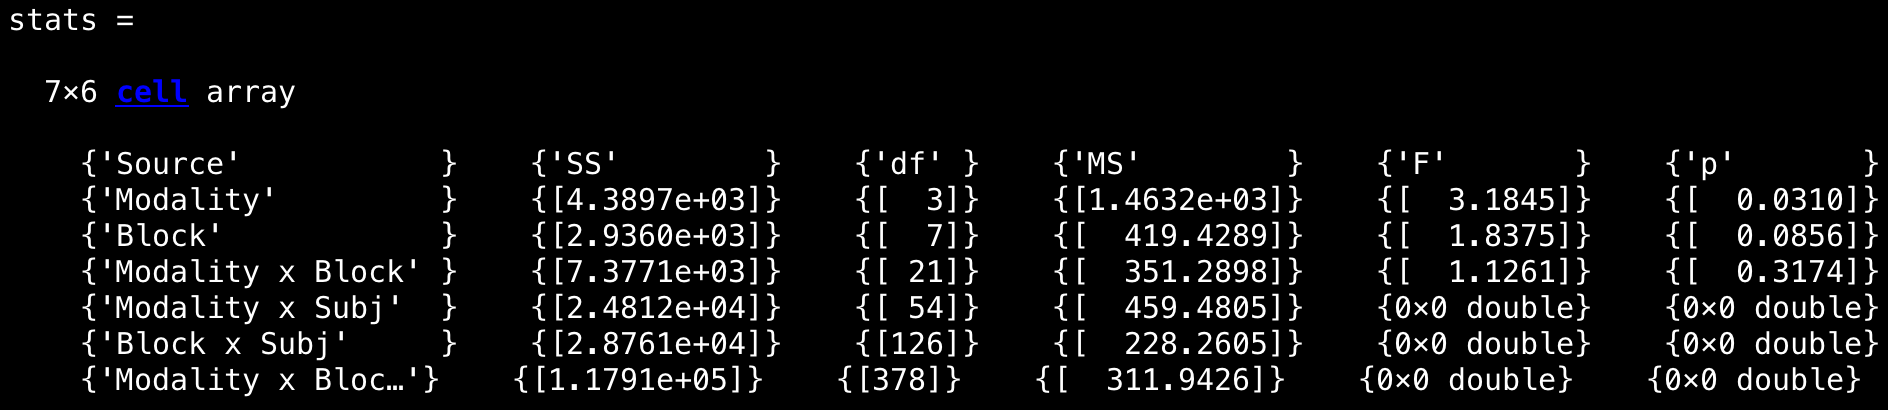 stats =
7×6 cell array
{'Source' } {'SS' } {'df' } {'MS' } {'F' } {'p' }
{'Modality' } {[4.3897e+03]} {[ 3]} {[1.4632e+03]} {[ 3.1845]} {[ 0.0310]}
{'Block' } {[2.9360e+03]} {[ 7]} {[ 419.4289]} {[ 1.8375]} {[ 0.0856]}
{'Modality x Block' } {[7.3771e+03]} {[ 21]} {[ 351.2898]} {[ 1.1261]} {[ 0.3174]}
{'Modality x Subj' } {[2.4812e+04]} {[ 54]} {[ 459.4805]} {0×0 double} {0×0 double}
{'Block x Subj' } {[2.8761e+04]} {[126]} {[ 228.2605]} {0×0 double} {0×0 double}
{'Modality x Bloc…'} {[1.1791e+05]} {[378]} {[ 311.9426]} {0×0 double} {0×0 double}